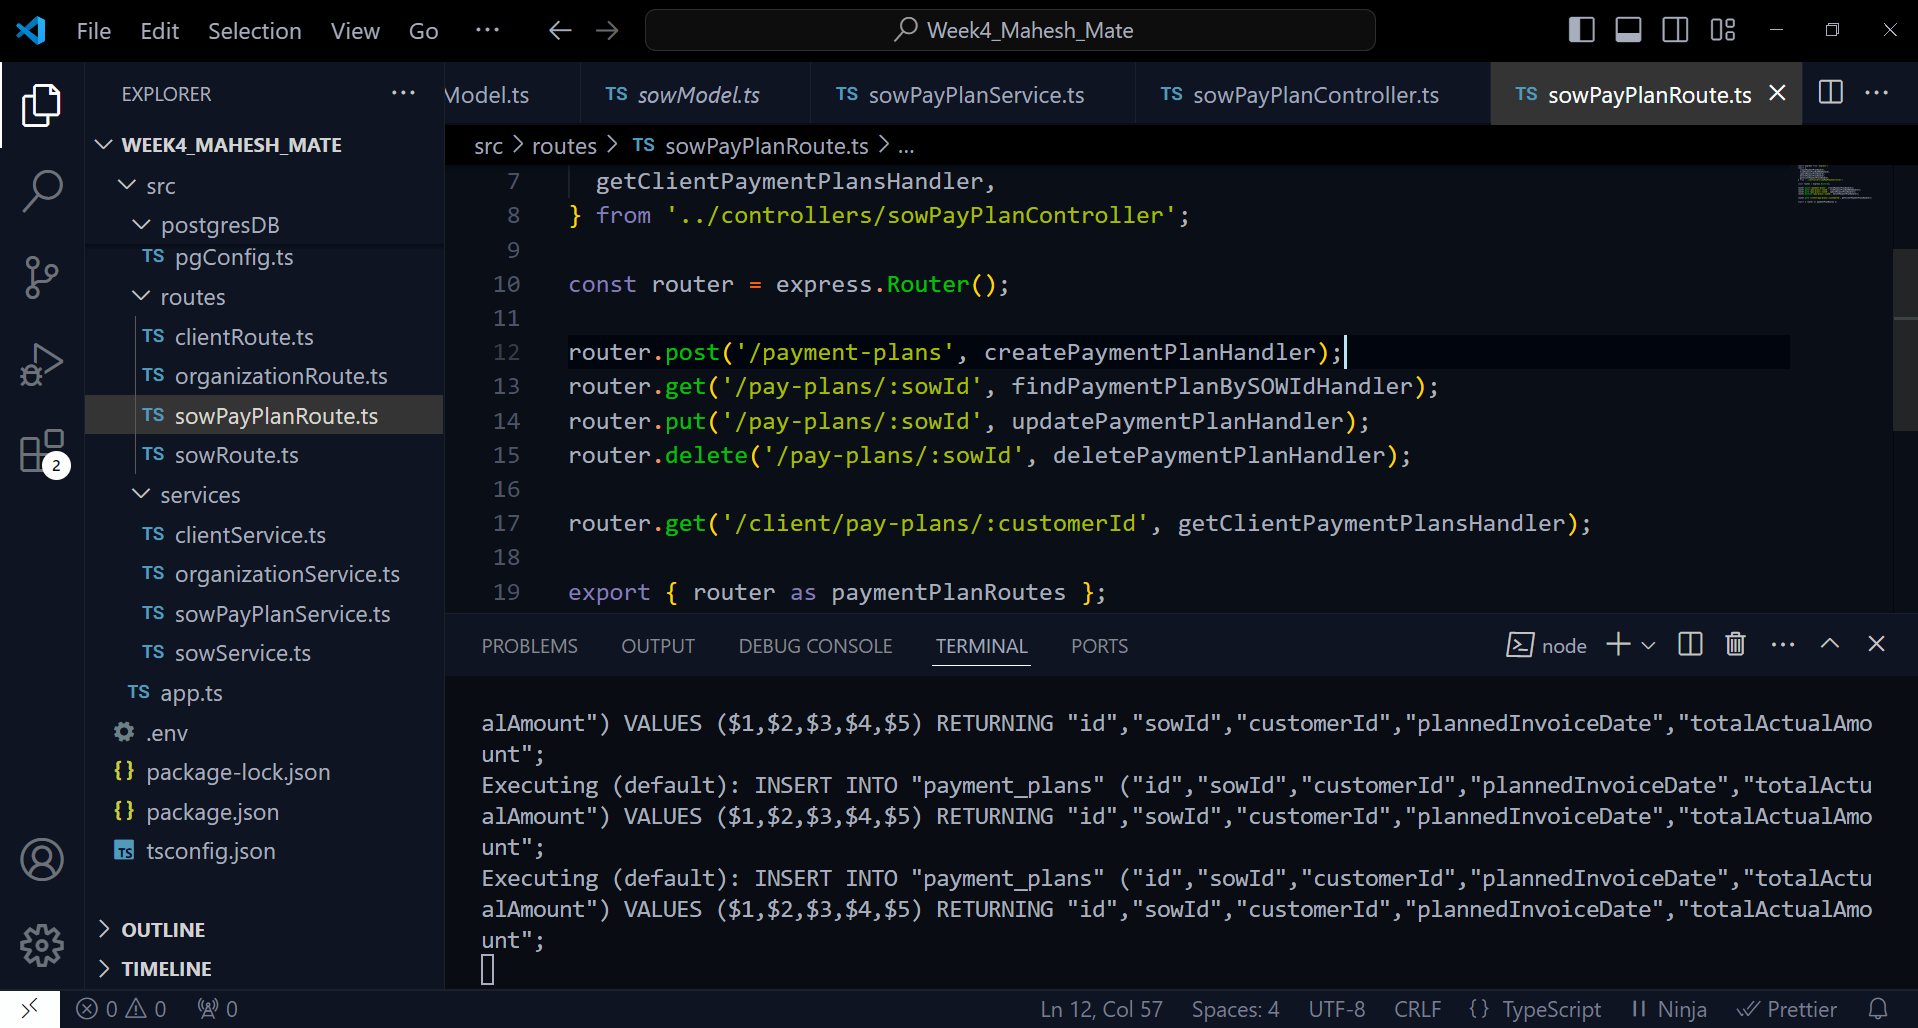 File Edit Selection View Go ··· Week4_Mahesh_Mate
EXPLORER ···
WEEK4_MAHESH_MATE
src
postgresDB
TS pgConfig.ts
routes
TS clientRoute.ts
TS organizationRoute.ts
TS sowPayPlanRoute.ts
TS sowRoute.ts
services
TS clientService.ts
TS organizationService.ts
TS sowPayPlanService.ts
TS sowService.ts
TS app.ts
.env
{} package-lock.json
{} package.json
TS tsconfig.json
OUTLINE
TIMELINE
2
Model.ts TS sowModel.ts TS sowPayPlanService.ts TS sowPayPlanController.ts TS sowPayPlanRoute.ts
src > routes > TS sowPayPlanRoute.ts > ...
7 getClientPaymentPlansHandler,
8 } from '../controllers/sowPayPlanController';
9
10 const router = express.Router();
11
12 router.post('/payment-plans', createPaymentPlanHandler);
13 router.get('/pay-plans/:sowId', findPaymentPlanBySOWIdHandler);
14 router.put('/pay-plans/:sowId', updatePaymentPlanHandler);
15 router.delete('/pay-plans/:sowId', deletePaymentPlanHandler);
16
17 router.get('/client/pay-plans/:customerId', getClientPaymentPlansHandler);
18
19 export { router as paymentPlanRoutes };
PROBLEMS OUTPUT DEBUG CONSOLE TERMINAL PORTS node
alAmount") VALUES ($1,$2,$3,$4,$5) RETURNING "id","sowId","customerId","plannedInvoiceDate","totalActualAmo
unt";
Executing (default): INSERT INTO "payment_plans" ("id","sowId","customerId","plannedInvoiceDate","totalActu
alAmount") VALUES ($1,$2,$3,$4,$5) RETURNING "id","sowId","customerId","plannedInvoiceDate","totalActualAmo
unt";
Executing (default): INSERT INTO "payment_plans" ("id","sowId","customerId","plannedInvoiceDate","totalActu
alAmount") VALUES ($1,$2,$3,$4,$5) RETURNING "id","sowId","customerId","plannedInvoiceDate","totalActualAmo
unt";
0 0 0 Ln 12, Col 57 Spaces: 4 UTF-8 CRLF {} TypeScript Ninja Prettier